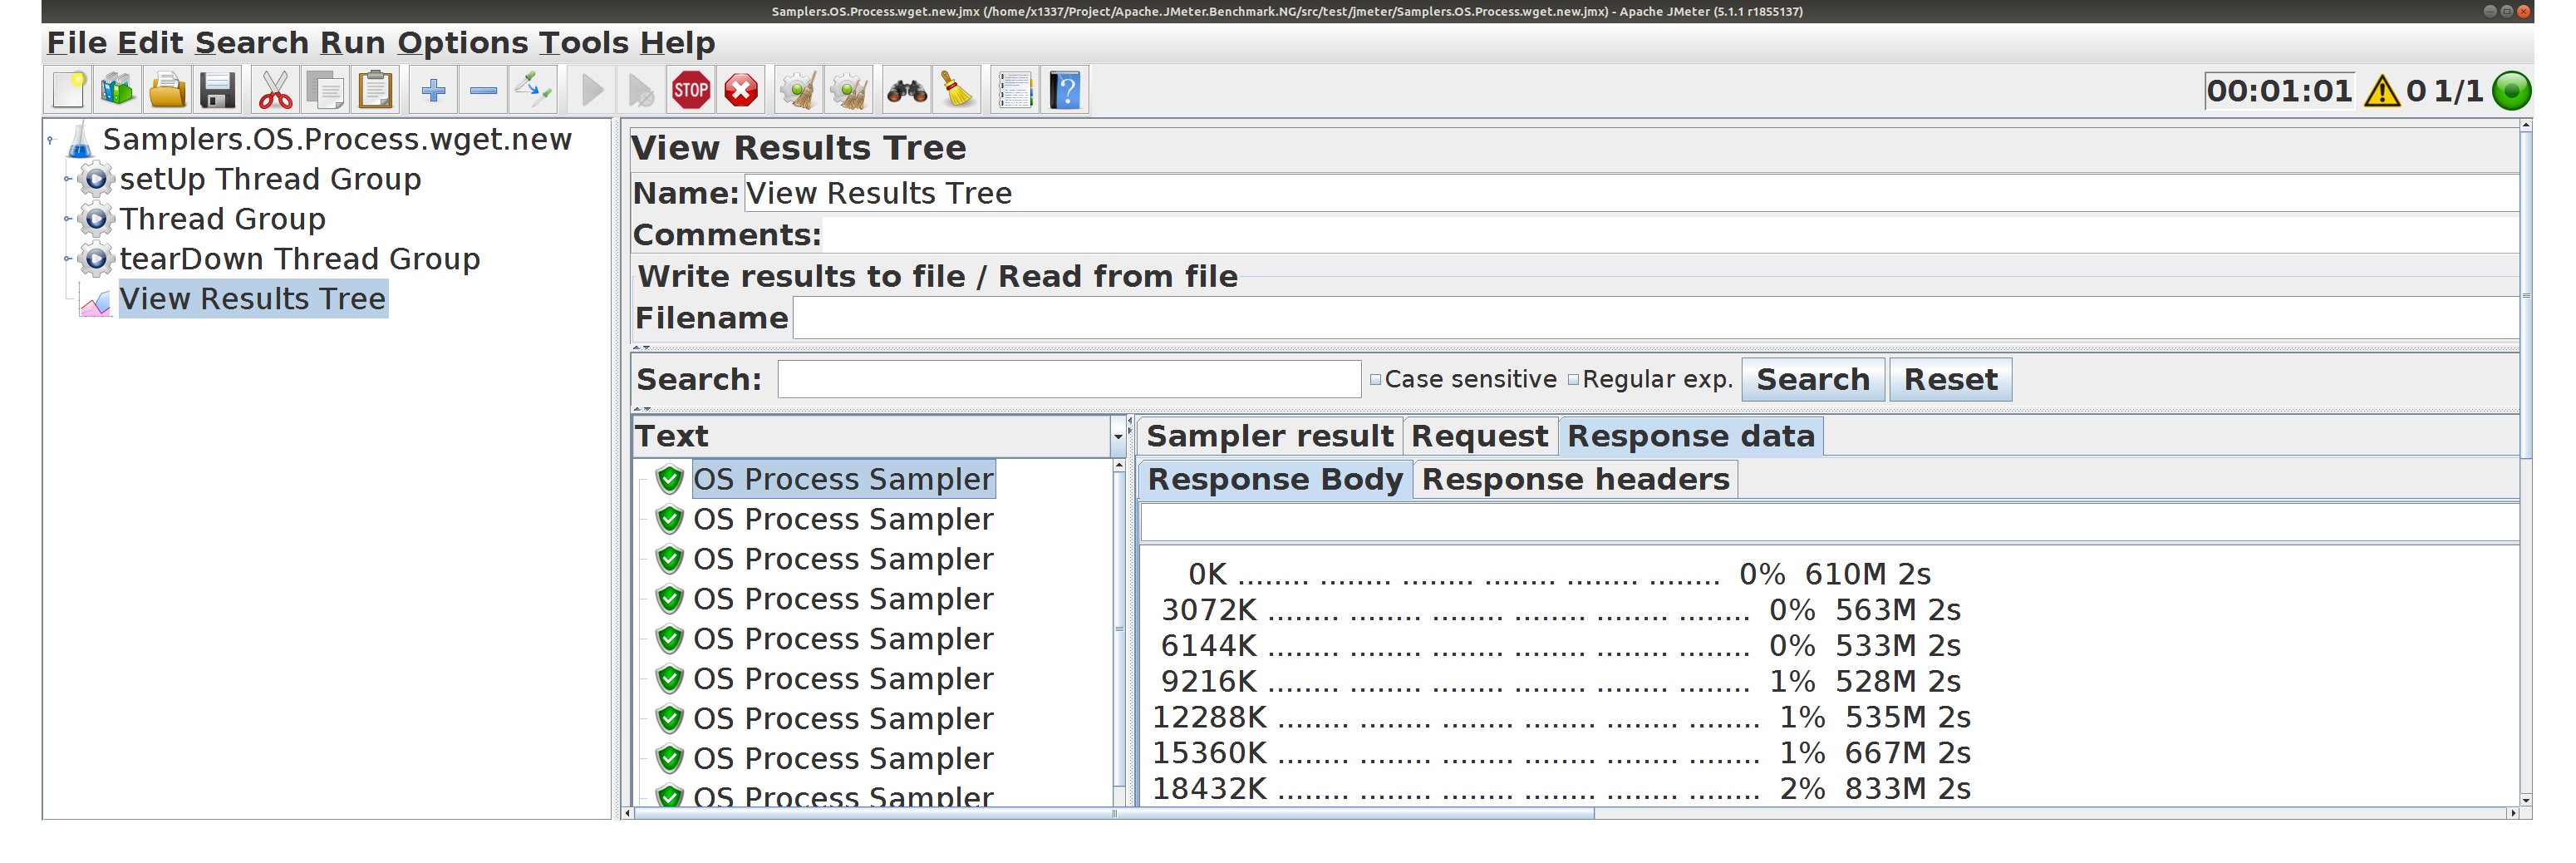 Samplers.OS.Process.wget.new.jmx (/home/x1337/Project/Apache.JMeter.Benchmark.NG/src/test/jmeter/Samplers.OS.Process.wget.new.jmx) - Apache JMeter (5.1.1 r1855137)
File Edit Search Run Options Tools Help
STOP
00:01:01 0 1/1
Samplers.OS.Process.wget.new
setUp Thread Group
Thread Group
tearDown Thread Group
View Results Tree
View Results Tree
Name: View Results Tree
Comments:
Write results to file / Read from file
Filename
Search: Case sensitive Regular exp. Search Reset
Text
OS Process Sampler
OS Process Sampler
OS Process Sampler
OS Process Sampler
OS Process Sampler
OS Process Sampler
OS Process Sampler
OS Process Sampler
OS Process Sampler
Sampler result Request Response data
Response Body Response headers
0K ........ ........ ........ ........ ........ ........ 0% 610M 2s
3072K ........ ........ ........ ........ ........ ........ 0% 563M 2s
6144K ........ ........ ........ ........ ........ ........ 0% 533M 2s
9216K ........ ........ ........ ........ ........ ........ 1% 528M 2s
12288K ........ ........ ........ ........ ........ ........ 1% 535M 2s
15360K ........ ........ ........ ........ ........ ........ 1% 667M 2s
18432K ........ ........ ........ ........ ........ ........ 2% 833M 2s